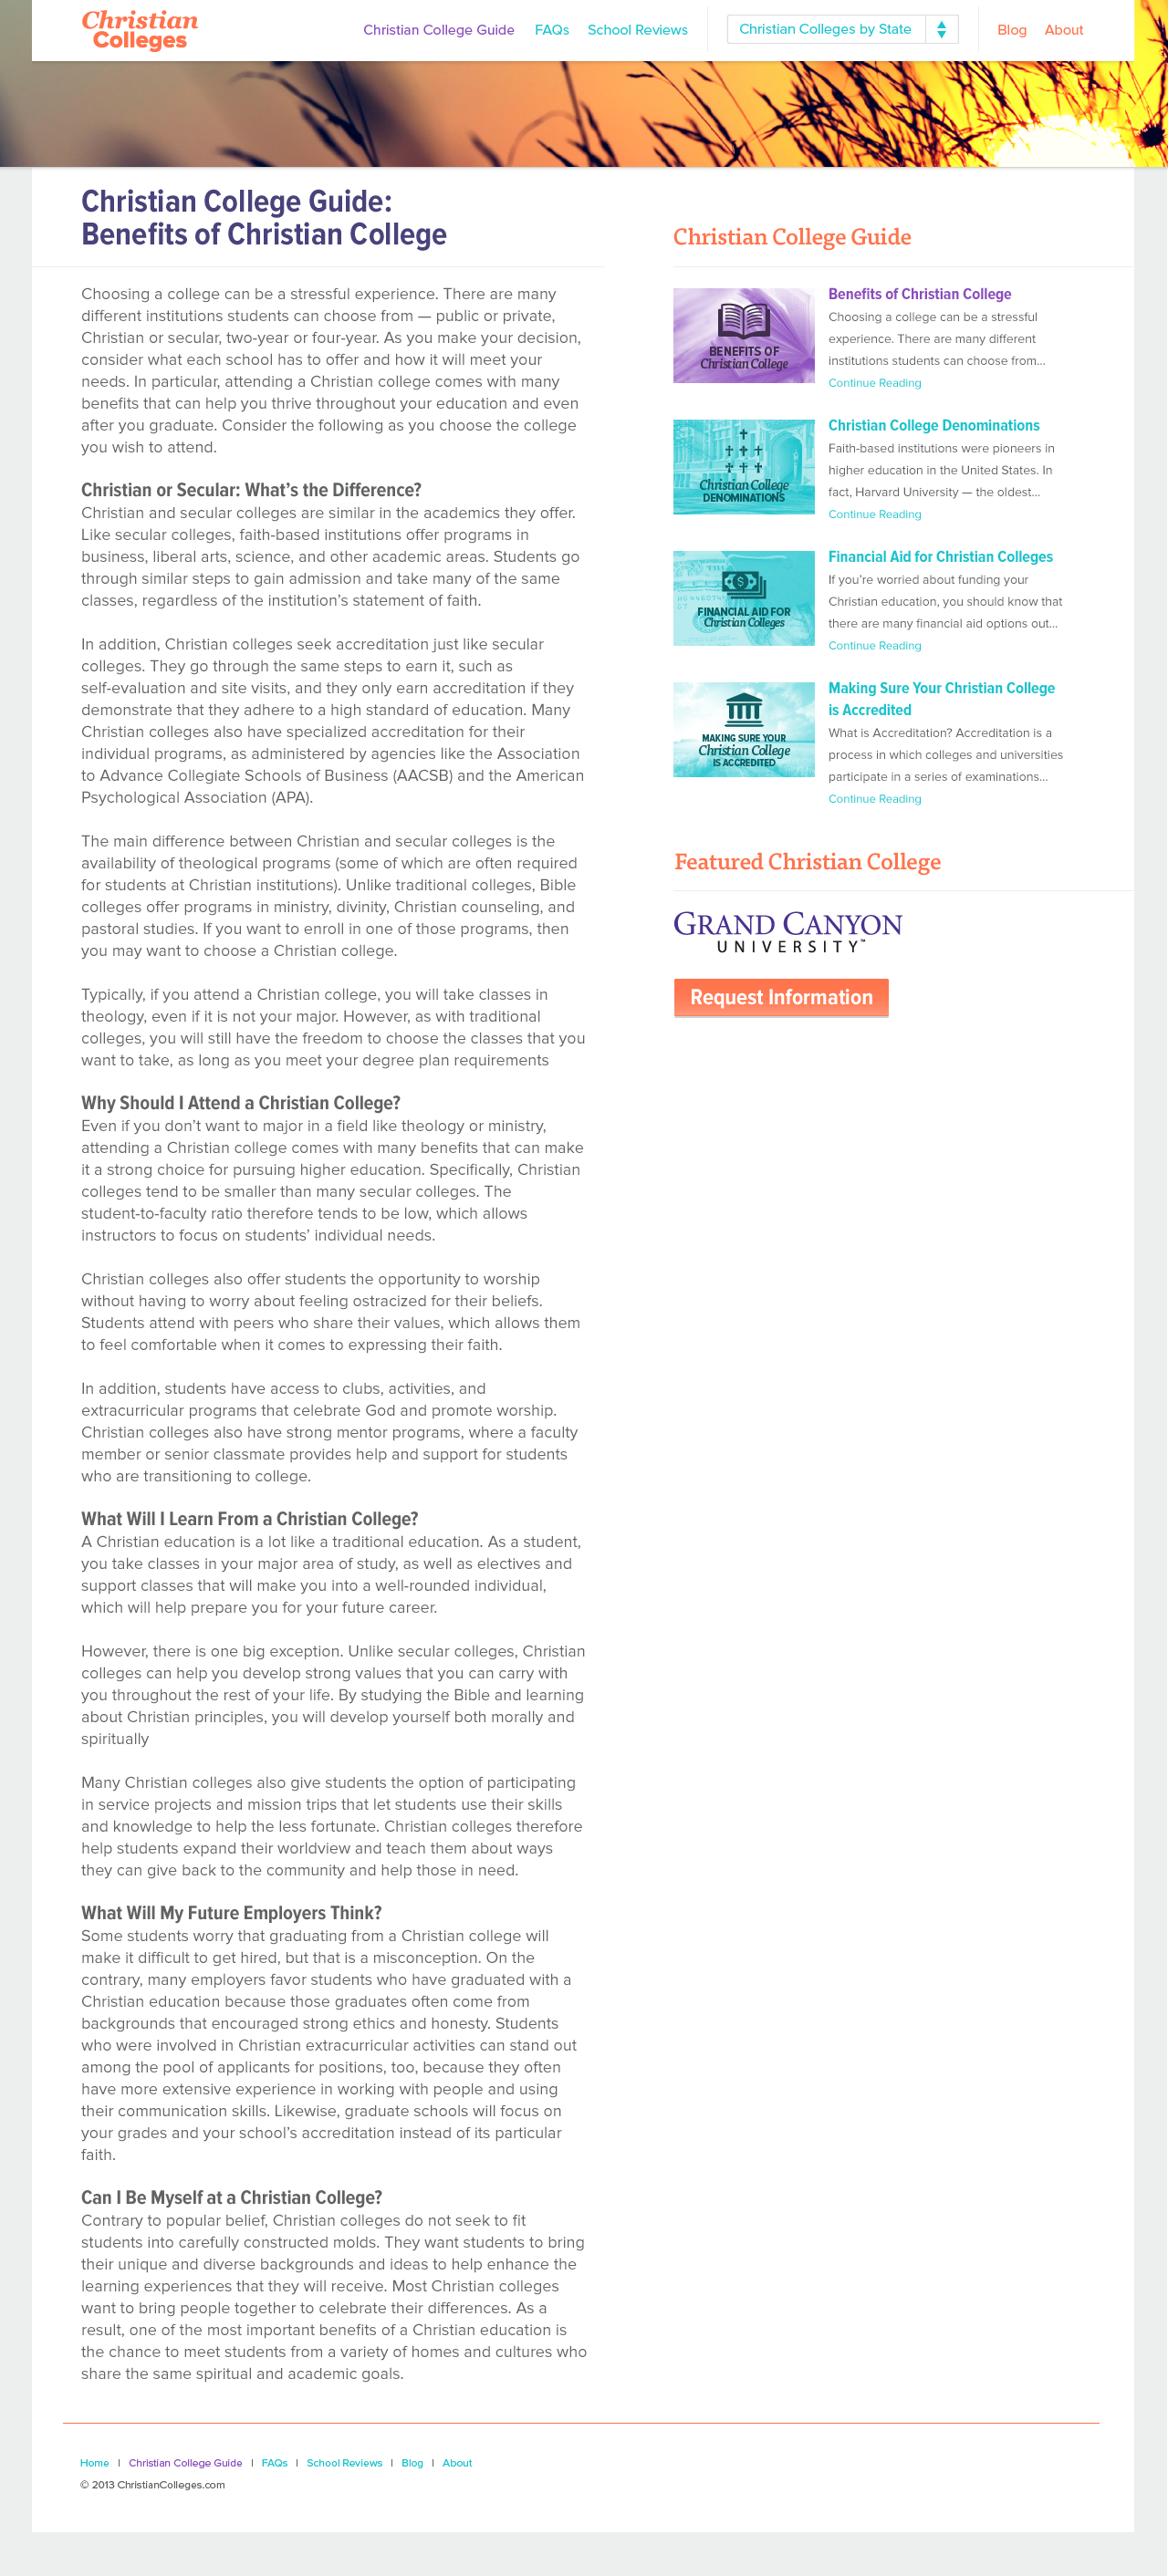 Christian
Colleges
Christian College Guide
FAQs
School Reviews
Christian Colleges by State
Blog
About
Christian College Guide:
Benefits of Christian College
Choosing a college can be a stressful experience. There are many
different institutions students can choose from — public or private,
Christian or secular, two-year or four-year. As you make your decision,
consider what each school has to offer and how it will meet your
needs. In particular, attending a Christian college comes with many
benefits that can help you thrive throughout your education and even
after you graduate. Consider the following as you choose the college
you wish to attend.
Christian or Secular: What’s the Difference?
Christian and secular colleges are similar in the academics they offer.
Like secular colleges, faith-based institutions offer programs in
business, liberal arts, science, and other academic areas. Students go
through similar steps to gain admission and take many of the same
classes, regardless of the institution’s statement of faith.
In addition, Christian colleges seek accreditation just like secular
colleges. They go through the same steps to earn it, such as
self-evaluation and site visits, and they only earn accreditation if they
demonstrate that they adhere to a high standard of education. Many
Christian colleges also have specialized accreditation for their
individual programs, as administered by agencies like the Association
to Advance Collegiate Schools of Business (AACSB) and the American
Psychological Association (APA).
The main difference between Christian and secular colleges is the
availability of theological programs (some of which are often required
for students at Christian institutions). Unlike traditional colleges, Bible
colleges offer programs in ministry, divinity, Christian counseling, and
pastoral studies. If you want to enroll in one of those programs, then
you may want to choose a Christian college.
Typically, if you attend a Christian college, you will take classes in
theology, even if it is not your major. However, as with traditional
colleges, you will still have the freedom to choose the classes that you
want to take, as long as you meet your degree plan requirements
Why Should I Attend a Christian College?
Even if you don’t want to major in a field like theology or ministry,
attending a Christian college comes with many benefits that can make
it a strong choice for pursuing higher education. Specifically, Christian
colleges tend to be smaller than many secular colleges. The
student-to-faculty ratio therefore tends to be low, which allows
instructors to focus on students’ individual needs.
Christian colleges also offer students the opportunity to worship
without having to worry about feeling ostracized for their beliefs.
Students attend with peers who share their values, which allows them
to feel comfortable when it comes to expressing their faith.
In addition, students have access to clubs, activities, and
extracurricular programs that celebrate God and promote worship.
Christian colleges also have strong mentor programs, where a faculty
member or senior classmate provides help and support for students
who are transitioning to college.
What Will I Learn From a Christian College?
A Christian education is a lot like a traditional education. As a student,
you take classes in your major area of study, as well as electives and
support classes that will make you into a well-rounded individual,
which will help prepare you for your future career.
However, there is one big exception. Unlike secular colleges, Christian
colleges can help you develop strong values that you can carry with
you throughout the rest of your life. By studying the Bible and learning
about Christian principles, you will develop yourself both morally and
spiritually
Many Christian colleges also give students the option of participating
in service projects and mission trips that let students use their skills
and knowledge to help the less fortunate. Christian colleges therefore
help students expand their worldview and teach them about ways
they can give back to the community and help those in need.
What Will My Future Employers Think?
Some students worry that graduating from a Christian college will
make it difficult to get hired, but that is a misconception. On the
contrary, many employers favor students who have graduated with a
Christian education because those graduates often come from
backgrounds that encouraged strong ethics and honesty. Students
who were involved in Christian extracurricular activities can stand out
among the pool of applicants for positions, too, because they often
have more extensive experience in working with people and using
their communication skills. Likewise, graduate schools will focus on
your grades and your school’s accreditation instead of its particular
faith.
Can I Be Myself at a Christian College?
Contrary to popular belief, Christian colleges do not seek to fit
students into carefully constructed molds. They want students to bring
their unique and diverse backgrounds and ideas to help enhance the
learning experiences that they will receive. Most Christian colleges
want to bring people together to celebrate their differences. As a
result, one of the most important benefits of a Christian education is
the chance to meet students from a variety of homes and cultures who
share the same spiritual and academic goals.
Christian College Guide
BENEFITS OF
Christian College
Benefits of Christian College
Choosing a college can be a stressful
experience. There are many different
institutions students can choose from...
Continue Reading
Christian College
DENOMINATIONS
Christian College Denominations
Faith-based institutions were pioneers in
higher education in the United States. In
fact, Harvard University — the oldest...
Continue Reading
FINANCIAL AID FOR
Christian Colleges
Financial Aid for Christian Colleges
If you’re worried about funding your
Christian education, you should know that
there are many financial aid options out...
Continue Reading
MAKING SURE YOUR
Christian College
IS ACCREDITED
Making Sure Your Christian College
is Accredited
What is Accreditation? Accreditation is a
process in which colleges and universities
participate in a series of examinations...
Continue Reading
Featured Christian College
GRAND CANYON
UNIVERSITY™
Request Information
Home | Christian College Guide | FAQs | School Reviews | Blog | About
© 2013 ChristianColleges.com